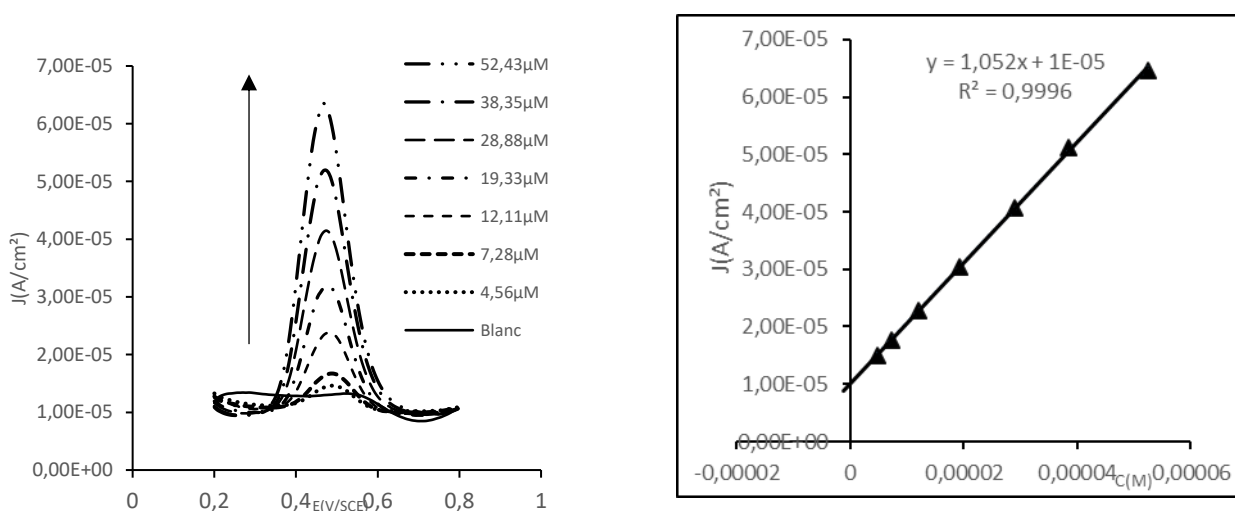 7,00E-05
6,00E-05
5,00E-05
4,00E-05
3,00E-05
2,00E-05
1,00E-05
0,00E+00
J(A/cm²)
0
0,2
0,4
0,6
0,8
1
E(V/SCE)
52,43µM
38,35µM
28,88µM
19,33µM
12,11µM
7,28µM
4,56µM
Blanc
7,00E-05
6,00E-05
5,00E-05
4,00E-05
3,00E-05
2,00E-05
1,00E-05
0,00E+00
J(A/cm²)
y = 1,052x + 1E-05
R² = 0,9996
-0,00002
0
0,00002
0,00004
0,00006
C(M)